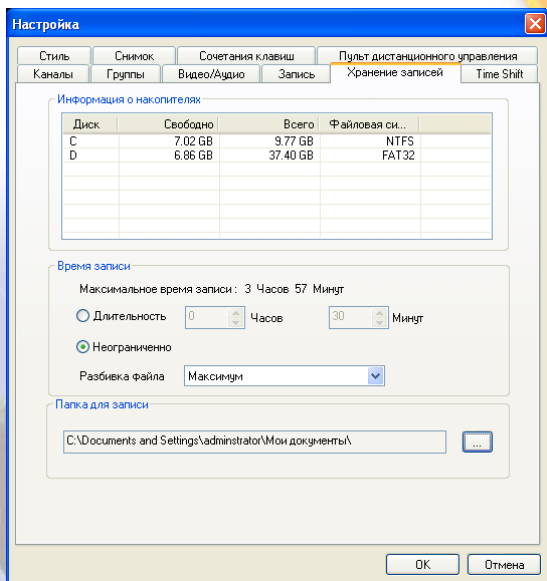 Настройка
Стиль Снимок Сочетания клавиш Пульт дистанционного управления
Каналы Группы Видео/Аудио Запись Хранение записей Time Shift
Информация о накопителях
Диск Свободно Всего Файловая си...
C 7.02 GB 9.77 GB NTFS
D 6.86 GB 37.40 GB FAT32
Время записи
Максимальное время записи : 3 Часов 57 Минут
Длительность 0 Часов 30 Минут
Неограниченно
Разбивка файла Максимум
Папка для записи
C:\Documents and Settings\adminstrator\Мои документы\ ...
OK Отмена